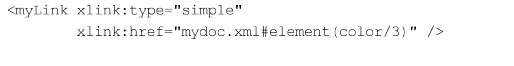 <myLink xlink:type="simple"
xlink:href="mydoc.xml#element(color/3)" />